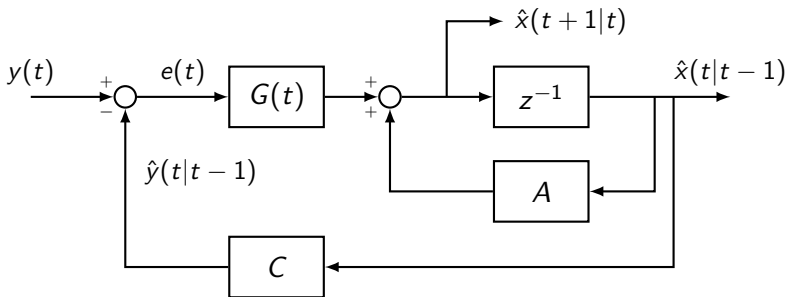 x̂(t + 1|t)
y(t)
+
−
e(t)
G(t)
+
+
z⁻¹
x̂(t|t − 1)
ŷ(t|t − 1)
A
C